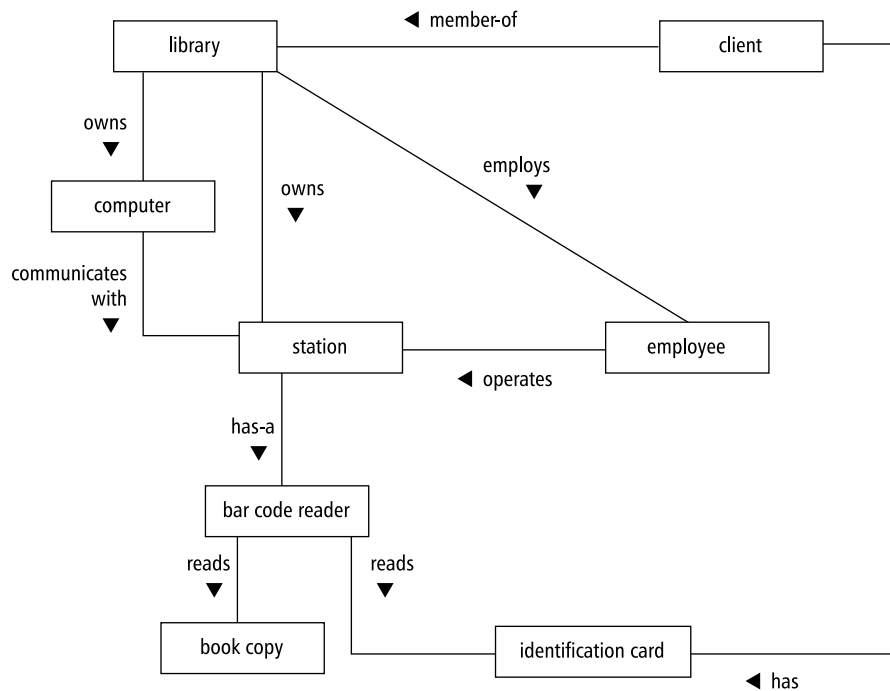 ◄ member-of
library
client
owns
▼
employs
▼
computer
owns
▼
communicates
with
▼
station
employee
◄ operates
has-a
▼
bar code reader
reads
▼
reads
▼
book copy
identification card
◄ has